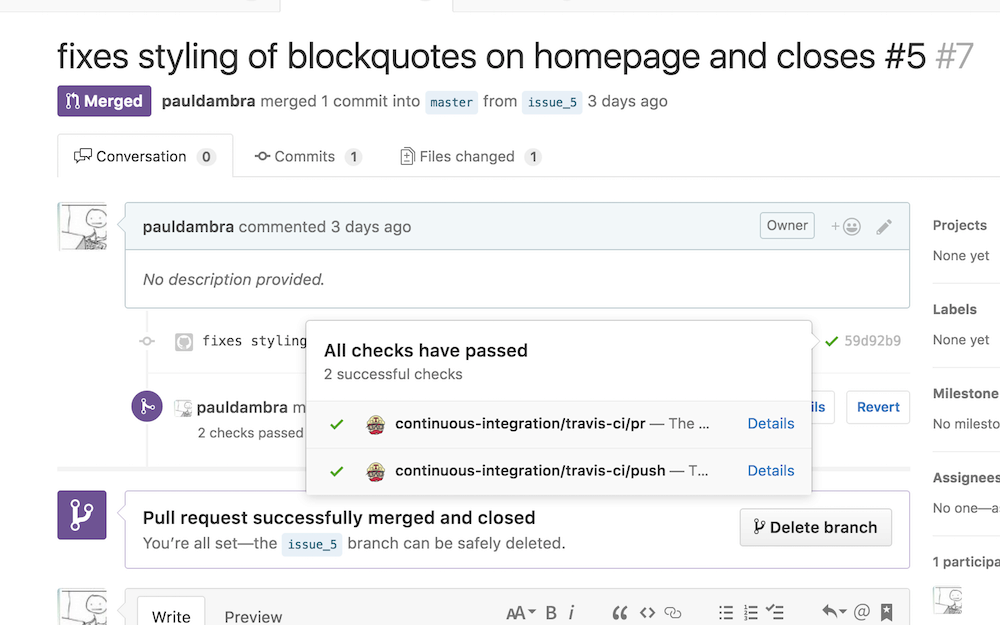 fixes styling of blockquotes on homepage and closes #5 #7
Merged pauldambra merged 1 commit into master from issue_5 3 days ago
Conversation 0 Commits 1 Files changed 1
pauldambra commented 3 days ago Owner
No description provided.
Projects
None yet
Labels
None yet
fixes styling
59d92b9
All checks have passed
2 successful checks
continuous-integration/travis-ci/pr — The ... Details
continuous-integration/travis-ci/push — T... Details
pauldambra m
2 checks passed
ils Revert
Milestone
No milesto
Assignees
No one—as
Pull request successfully merged and closed
You're all set—the issue_5 branch can be safely deleted.
Delete branch
1 participa
Write Preview
AA B i